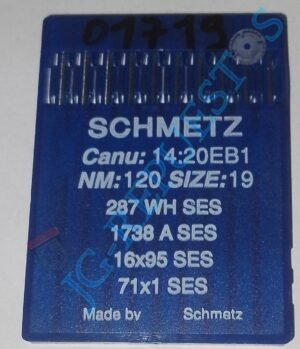 01719
SCHMETZ
Canu: 14:20EB1
NM:120 SIZE:19
287 WH SES
1738 A SES
16x95 SES
71x1 SES
Made by Schmetz